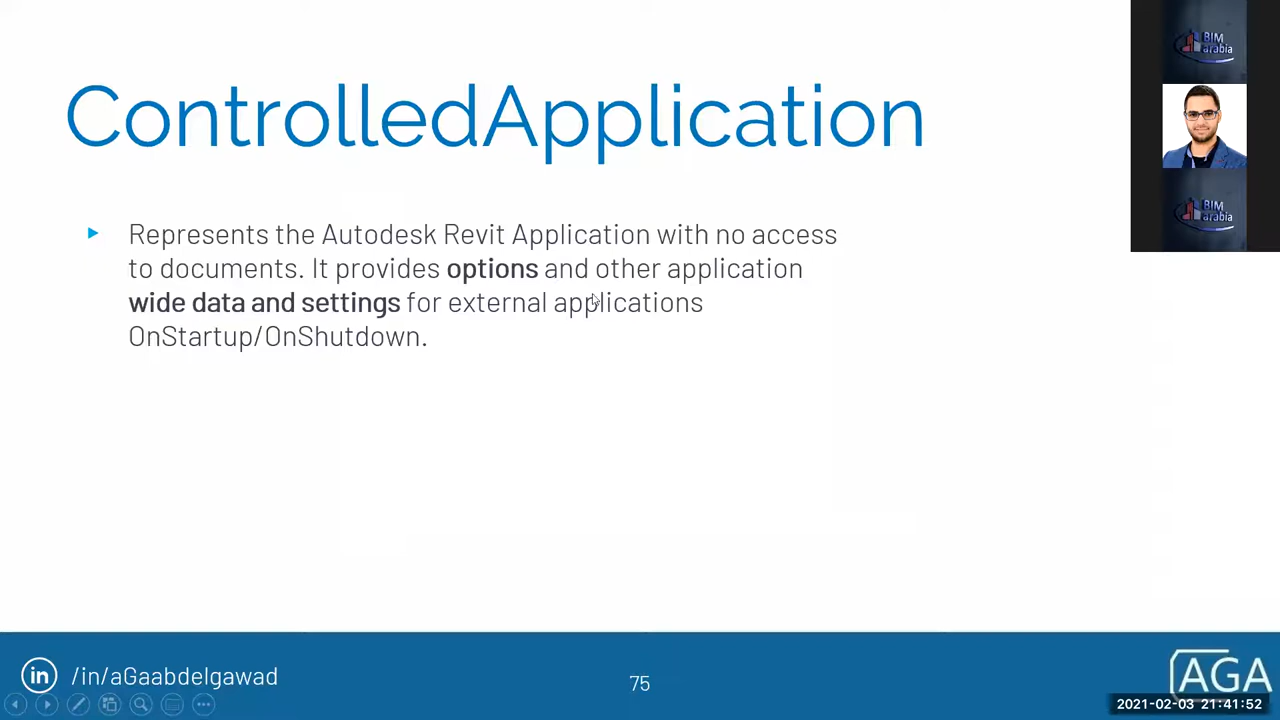 ControlledApplication
Represents the Autodesk Revit Application with no access
to documents. It provides options and other application
wide data and settings for external applications
OnStartup/OnShutdown.
BIM
arabia
BIM
arabia
in /in/aGaabdelgawad
75
AGA
2021-02-03 21:41:52